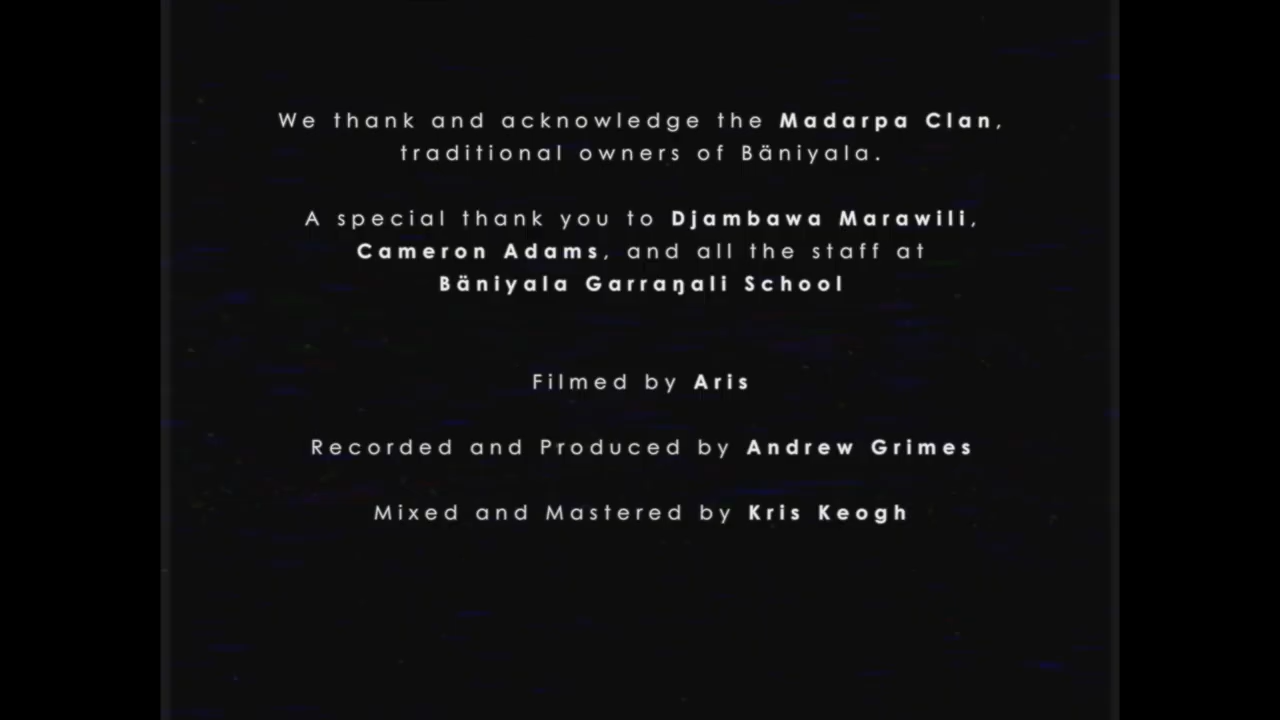 We thank and acknowledge the Madarpa Clan,
traditional owners of Bäniyala.
A special thank you to Djambawa Marawili,
Cameron Adams, and all the staff at
Bäniyala Garraŋali School
Filmed by Aris
Recorded and Produced by Andrew Grimes
Mixed and Mastered by Kris Keogh